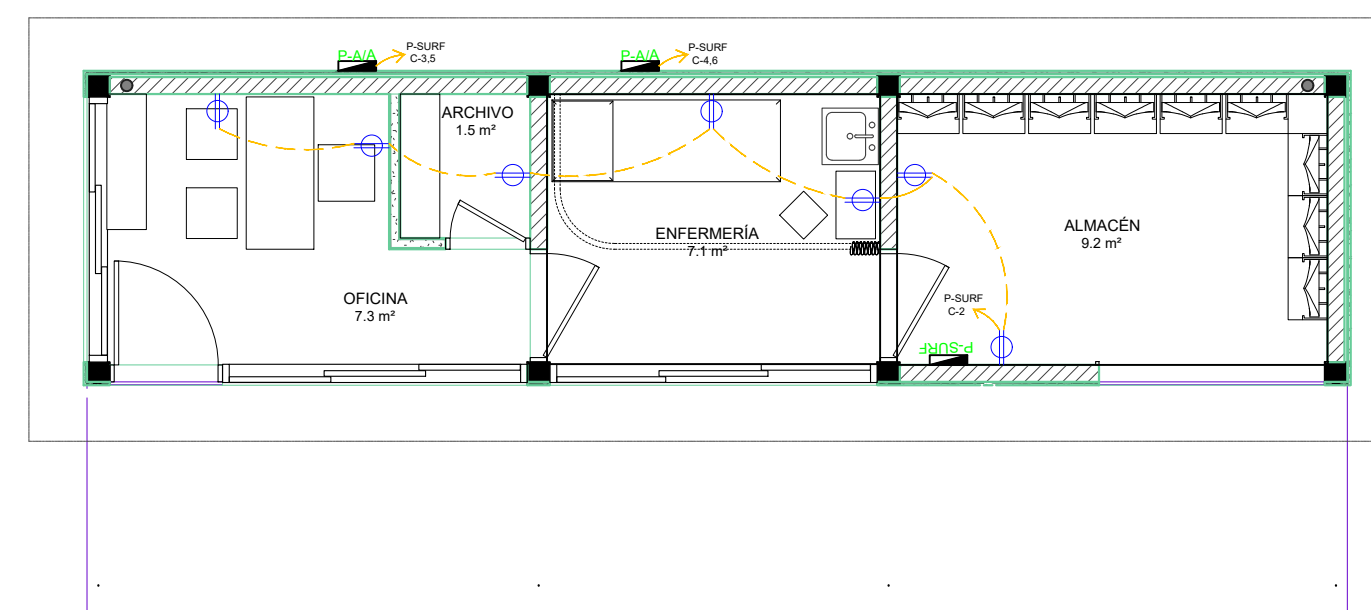 P-A/A
P-SURF
C-3,5
P-A/A
P-SURF
C-4,6
ARCHIVO
1.5 m²
ENFERMERÍA
7.1 m²
ALMACÉN
9.2 m²
OFICINA
7.3 m²
P-SURF
C-2
P-SURF